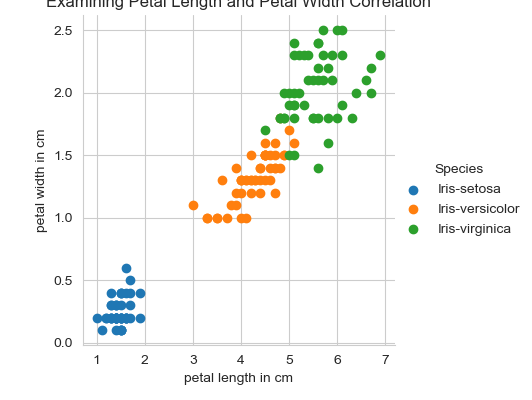 Examining Petal Length and Petal Width Correlation
2.5
2.0
1.5
1.0
0.5
0.0
petal width in cm
1 2 3 4 5 6 7
petal length in cm
Species
Iris-setosa
Iris-versicolor
Iris-virginica